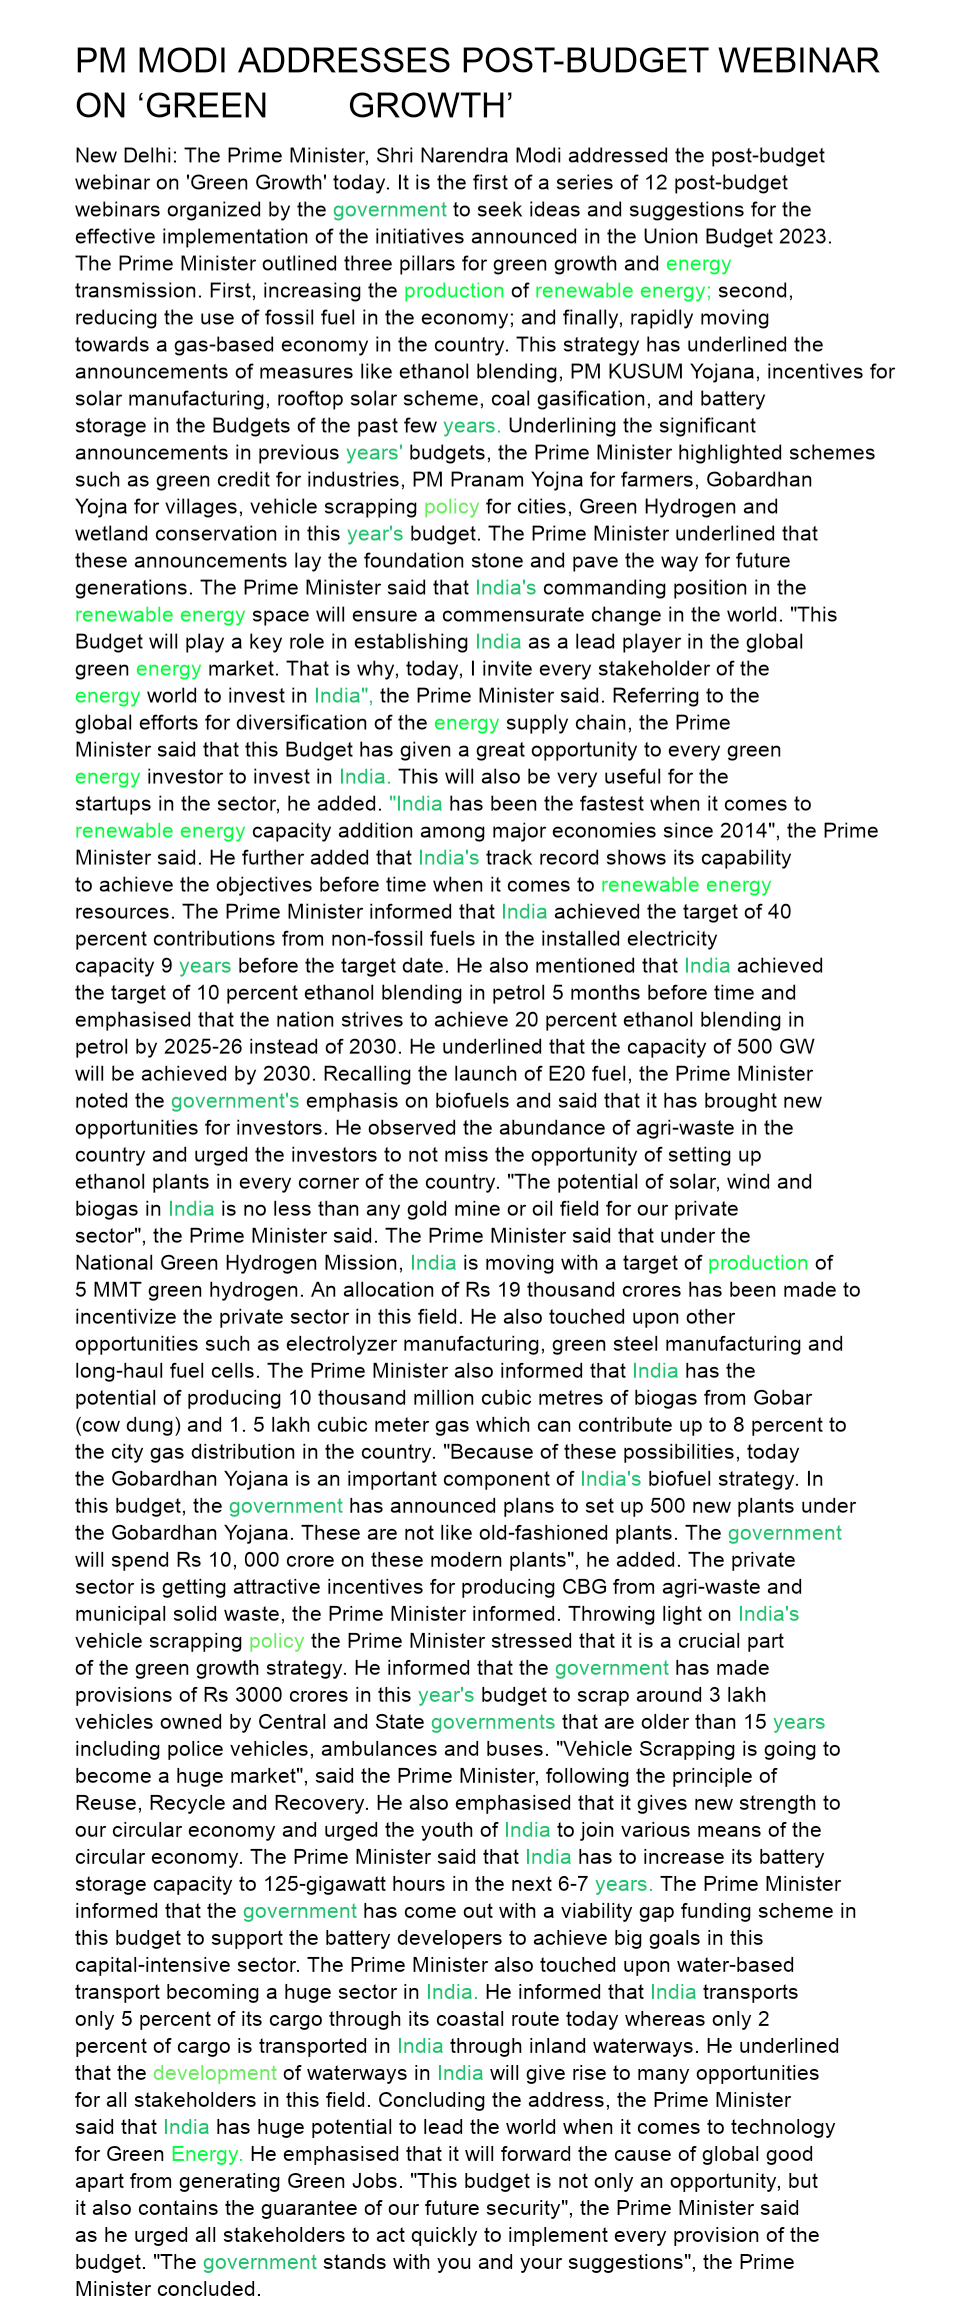 PM MODI ADDRESSES POST-BUDGET WEBINAR
ON ‘GREEN GROWTH’
New Delhi: The Prime Minister, Shri Narendra Modi addressed the post-budget
webinar on 'Green Growth' today. It is the first of a series of 12 post-budget
webinars organized by the government to seek ideas and suggestions for the
effective implementation of the initiatives announced in the Union Budget 2023.
The Prime Minister outlined three pillars for green growth and energy
transmission. First, increasing the production of renewable energy; second,
reducing the use of fossil fuel in the economy; and finally, rapidly moving
towards a gas-based economy in the country. This strategy has underlined the
announcements of measures like ethanol blending, PM KUSUM Yojana, incentives for
solar manufacturing, rooftop solar scheme, coal gasification, and battery
storage in the Budgets of the past few years. Underlining the significant
announcements in previous years' budgets, the Prime Minister highlighted schemes
such as green credit for industries, PM Pranam Yojna for farmers, Gobardhan
Yojna for villages, vehicle scrapping policy for cities, Green Hydrogen and
wetland conservation in this year's budget. The Prime Minister underlined that
these announcements lay the foundation stone and pave the way for future
generations. The Prime Minister said that India's commanding position in the
renewable energy space will ensure a commensurate change in the world. "This
Budget will play a key role in establishing India as a lead player in the global
green energy market. That is why, today, I invite every stakeholder of the
energy world to invest in India", the Prime Minister said. Referring to the
global efforts for diversification of the energy supply chain, the Prime
Minister said that this Budget has given a great opportunity to every green
energy investor to invest in India. This will also be very useful for the
startups in the sector, he added. "India has been the fastest when it comes to
renewable energy capacity addition among major economies since 2014", the Prime
Minister said. He further added that India's track record shows its capability
to achieve the objectives before time when it comes to renewable energy
resources. The Prime Minister informed that India achieved the target of 40
percent contributions from non-fossil fuels in the installed electricity
capacity 9 years before the target date. He also mentioned that India achieved
the target of 10 percent ethanol blending in petrol 5 months before time and
emphasised that the nation strives to achieve 20 percent ethanol blending in
petrol by 2025-26 instead of 2030. He underlined that the capacity of 500 GW
will be achieved by 2030. Recalling the launch of E20 fuel, the Prime Minister
noted the government's emphasis on biofuels and said that it has brought new
opportunities for investors. He observed the abundance of agri-waste in the
country and urged the investors to not miss the opportunity of setting up
ethanol plants in every corner of the country. "The potential of solar, wind and
biogas in India is no less than any gold mine or oil field for our private
sector", the Prime Minister said. The Prime Minister said that under the
National Green Hydrogen Mission, India is moving with a target of production of
5 MMT green hydrogen. An allocation of Rs 19 thousand crores has been made to
incentivize the private sector in this field. He also touched upon other
opportunities such as electrolyzer manufacturing, green steel manufacturing and
long-haul fuel cells. The Prime Minister also informed that India has the
potential of producing 10 thousand million cubic metres of biogas from Gobar
(cow dung) and 1. 5 lakh cubic meter gas which can contribute up to 8 percent to
the city gas distribution in the country. "Because of these possibilities, today
the Gobardhan Yojana is an important component of India's biofuel strategy. In
this budget, the government has announced plans to set up 500 new plants under
the Gobardhan Yojana. These are not like old-fashioned plants. The government
will spend Rs 10, 000 crore on these modern plants", he added. The private
sector is getting attractive incentives for producing CBG from agri-waste and
municipal solid waste, the Prime Minister informed. Throwing light on India's
vehicle scrapping policy the Prime Minister stressed that it is a crucial part
of the green growth strategy. He informed that the government has made
provisions of Rs 3000 crores in this year's budget to scrap around 3 lakh
vehicles owned by Central and State governments that are older than 15 years
including police vehicles, ambulances and buses. "Vehicle Scrapping is going to
become a huge market", said the Prime Minister, following the principle of
Reuse, Recycle and Recovery. He also emphasised that it gives new strength to
our circular economy and urged the youth of India to join various means of the
circular economy. The Prime Minister said that India has to increase its battery
storage capacity to 125-gigawatt hours in the next 6-7 years. The Prime Minister
informed that the government has come out with a viability gap funding scheme in
this budget to support the battery developers to achieve big goals in this
capital-intensive sector. The Prime Minister also touched upon water-based
transport becoming a huge sector in India. He informed that India transports
only 5 percent of its cargo through its coastal route today whereas only 2
percent of cargo is transported in India through inland waterways. He underlined
that the development of waterways in India will give rise to many opportunities
for all stakeholders in this field. Concluding the address, the Prime Minister
said that India has huge potential to lead the world when it comes to technology
for Green Energy. He emphasised that it will forward the cause of global good
apart from generating Green Jobs. "This budget is not only an opportunity, but
it also contains the guarantee of our future security", the Prime Minister said
as he urged all stakeholders to act quickly to implement every provision of the
budget. "The government stands with you and your suggestions", the Prime
Minister concluded.